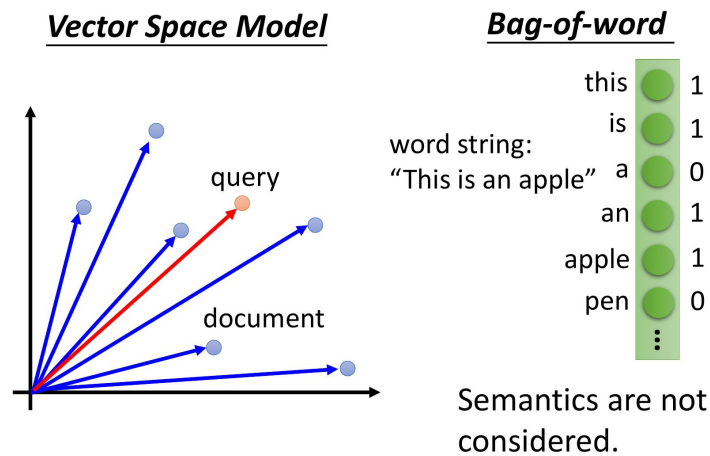 Vector Space Model
query
document
Bag-of-word
word string:
“This is an apple”
this 1
is 1
a 0
an 1
apple 1
pen 0
…
Semantics are not
considered.